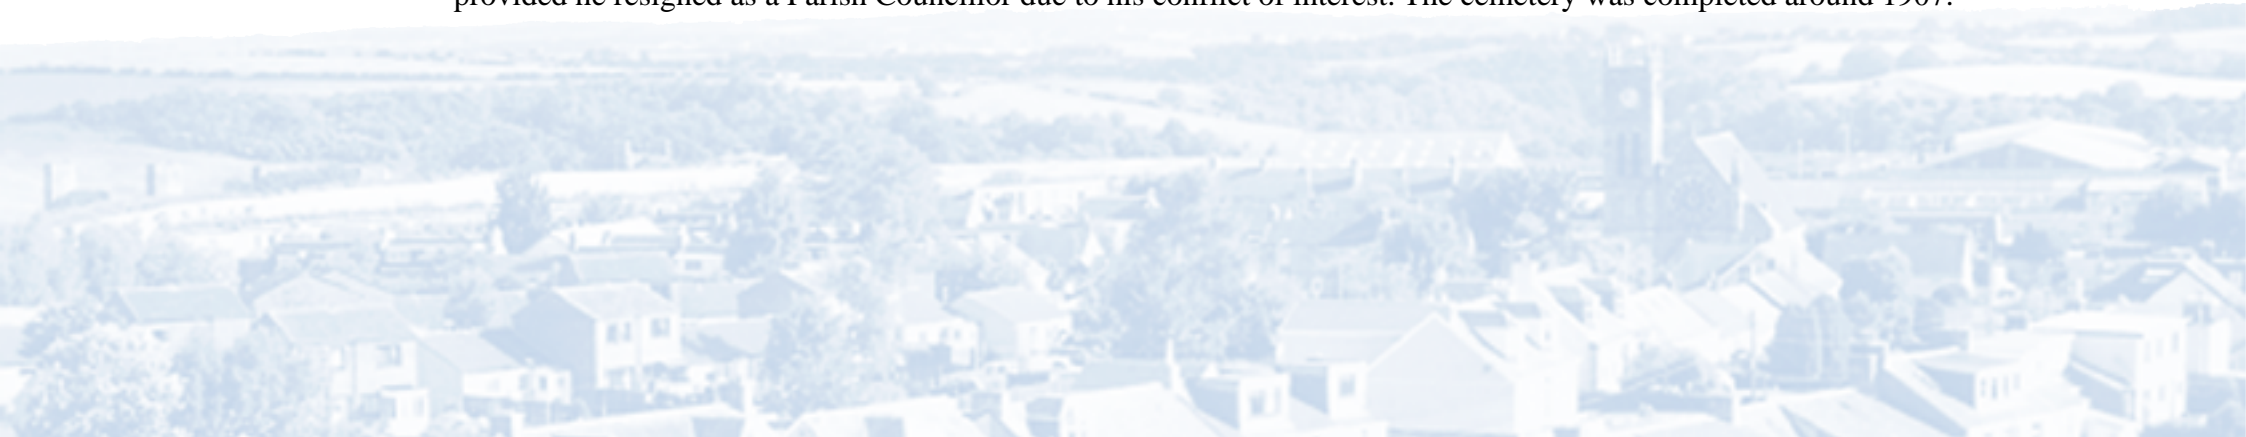 provided he resigned as a Parish Councillor due to his conflict of interest. The cemetery was completed around 1907.